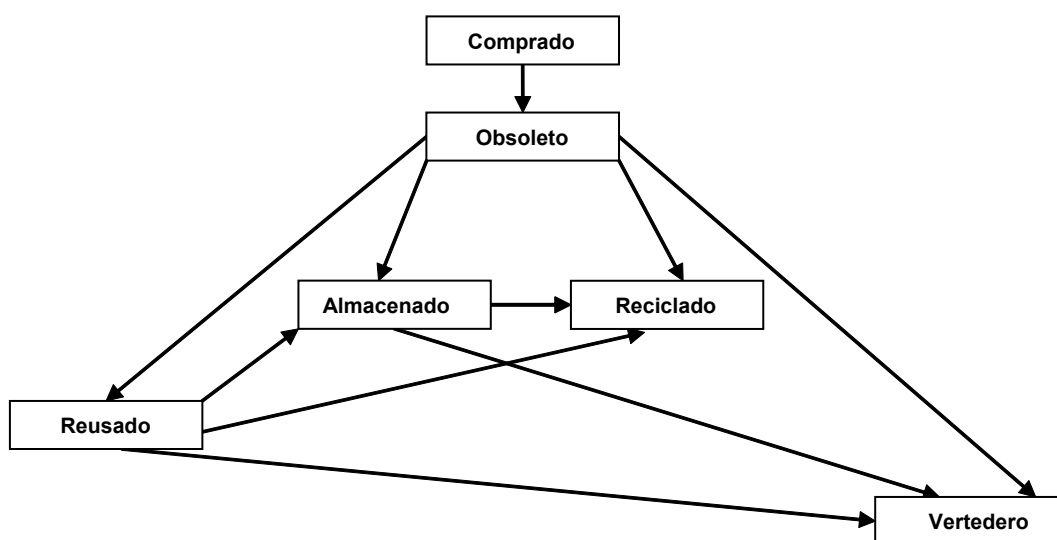 Comprado
Obsoleto
Almacenado
Reciclado
Reusado
Vertedero